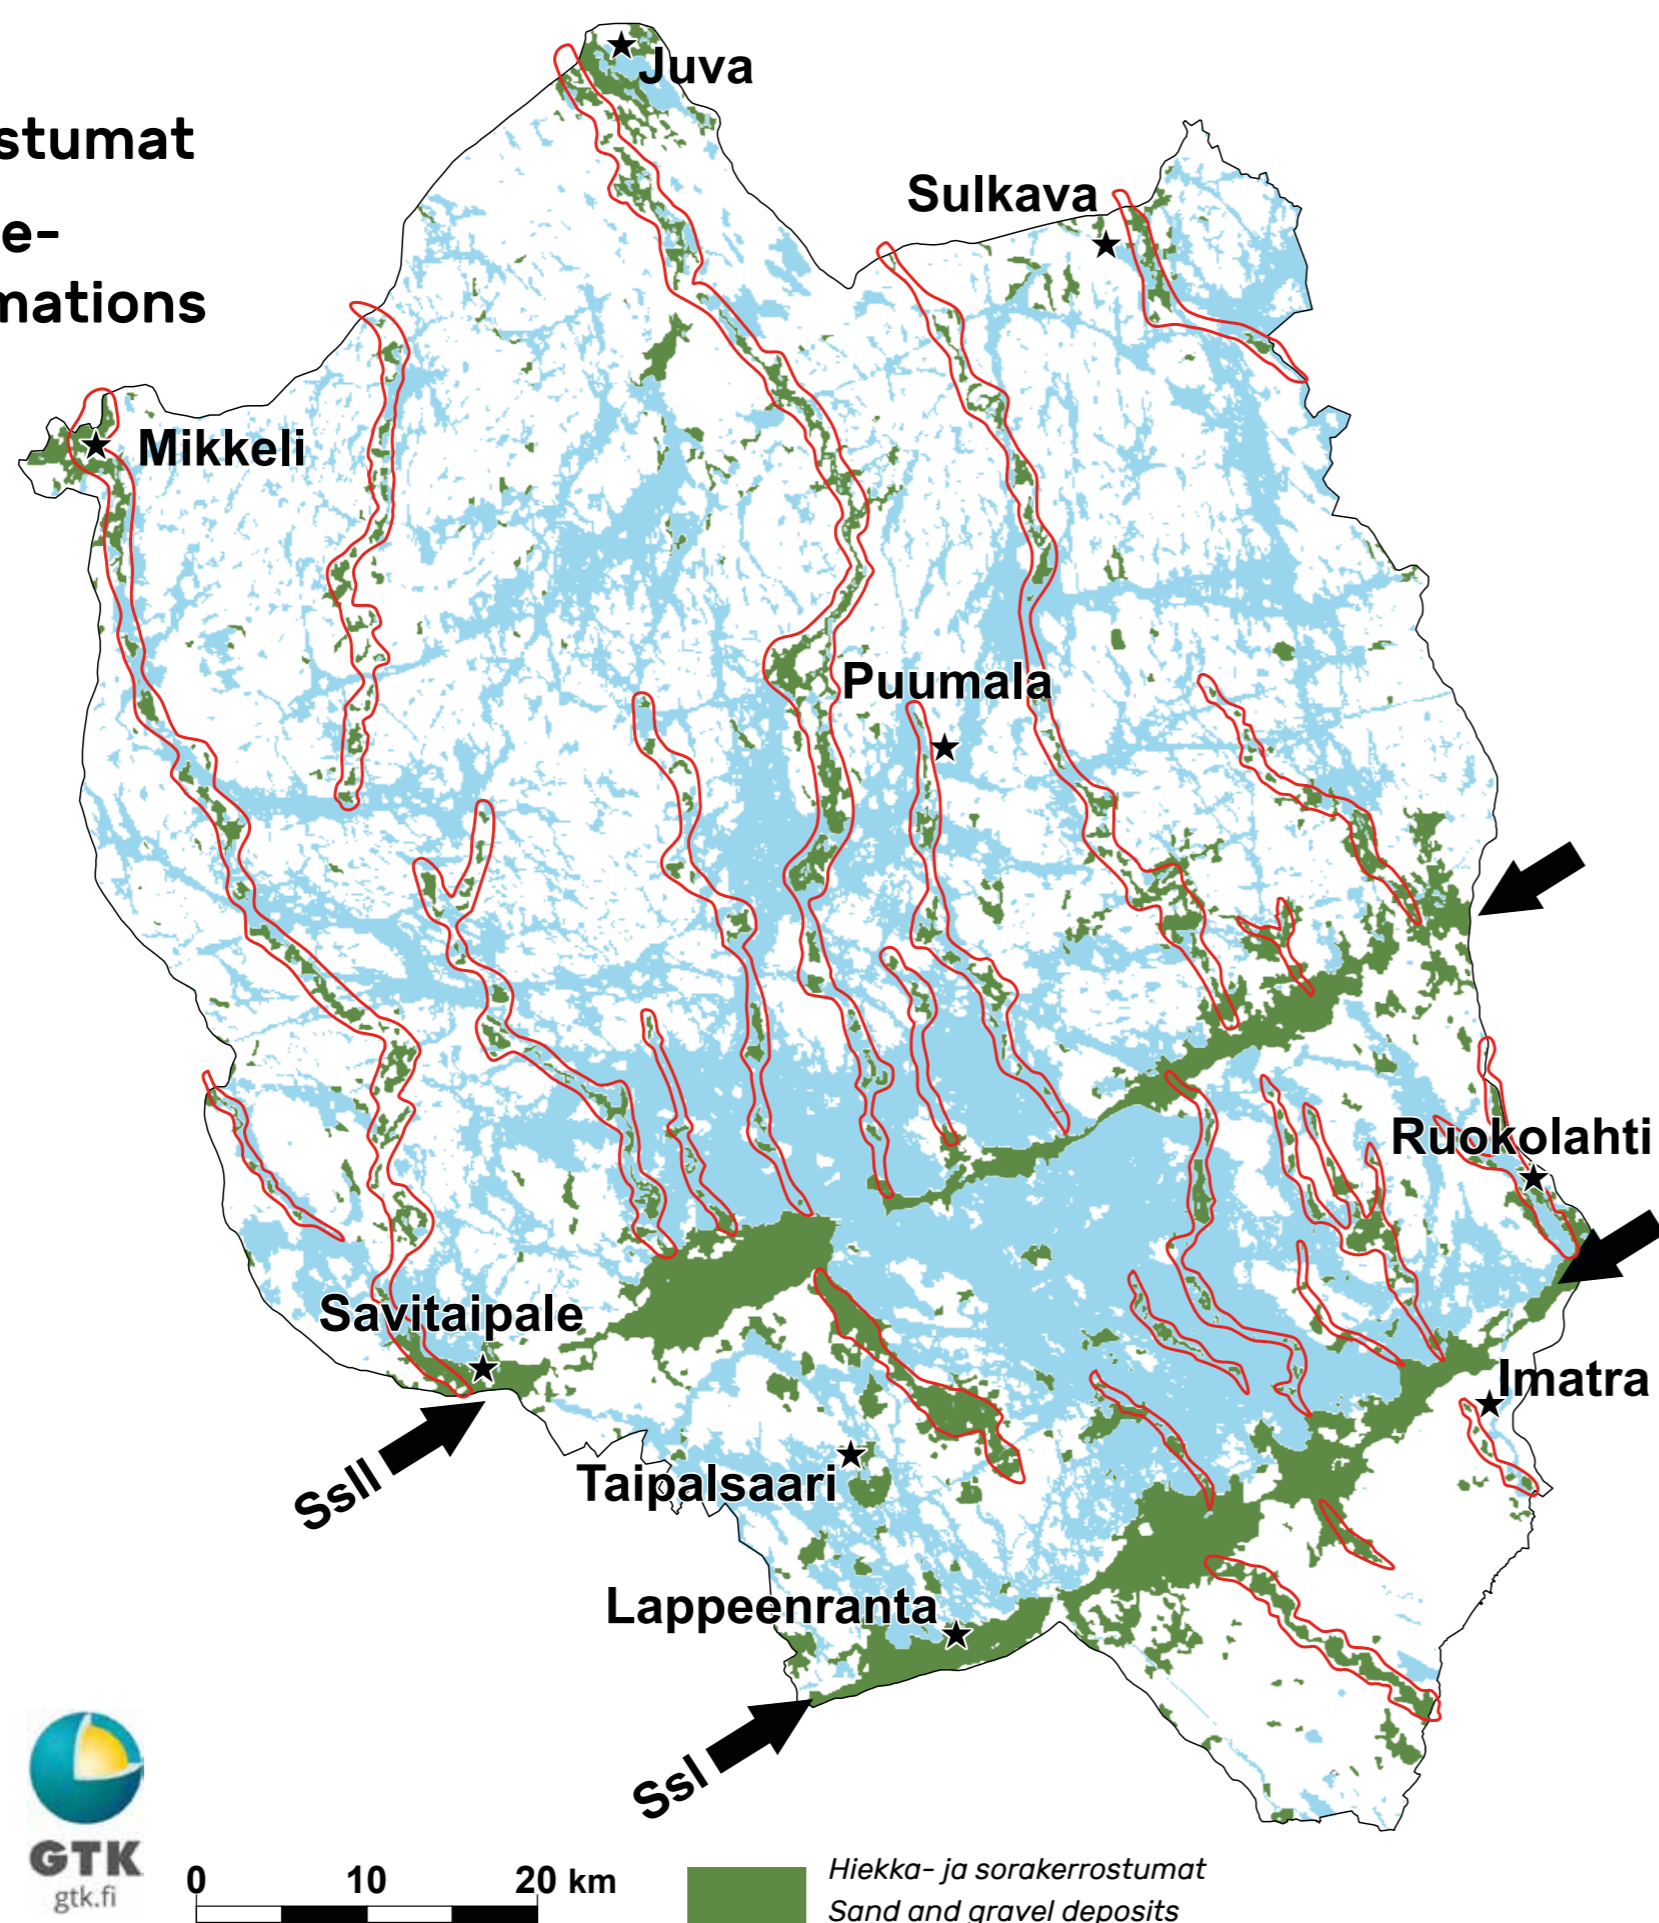 stumat
e-
mations
Juva
Sulkava
Mikkeli
Puumala
Ruokolahti
Savitaipale
Imatra
SsII
Taipalsaari
Lappeenranta
SsI
GTK
gtk.fi
0 10 20 km
Hiekka- ja sorakerrostumat
Sand and gravel deposits